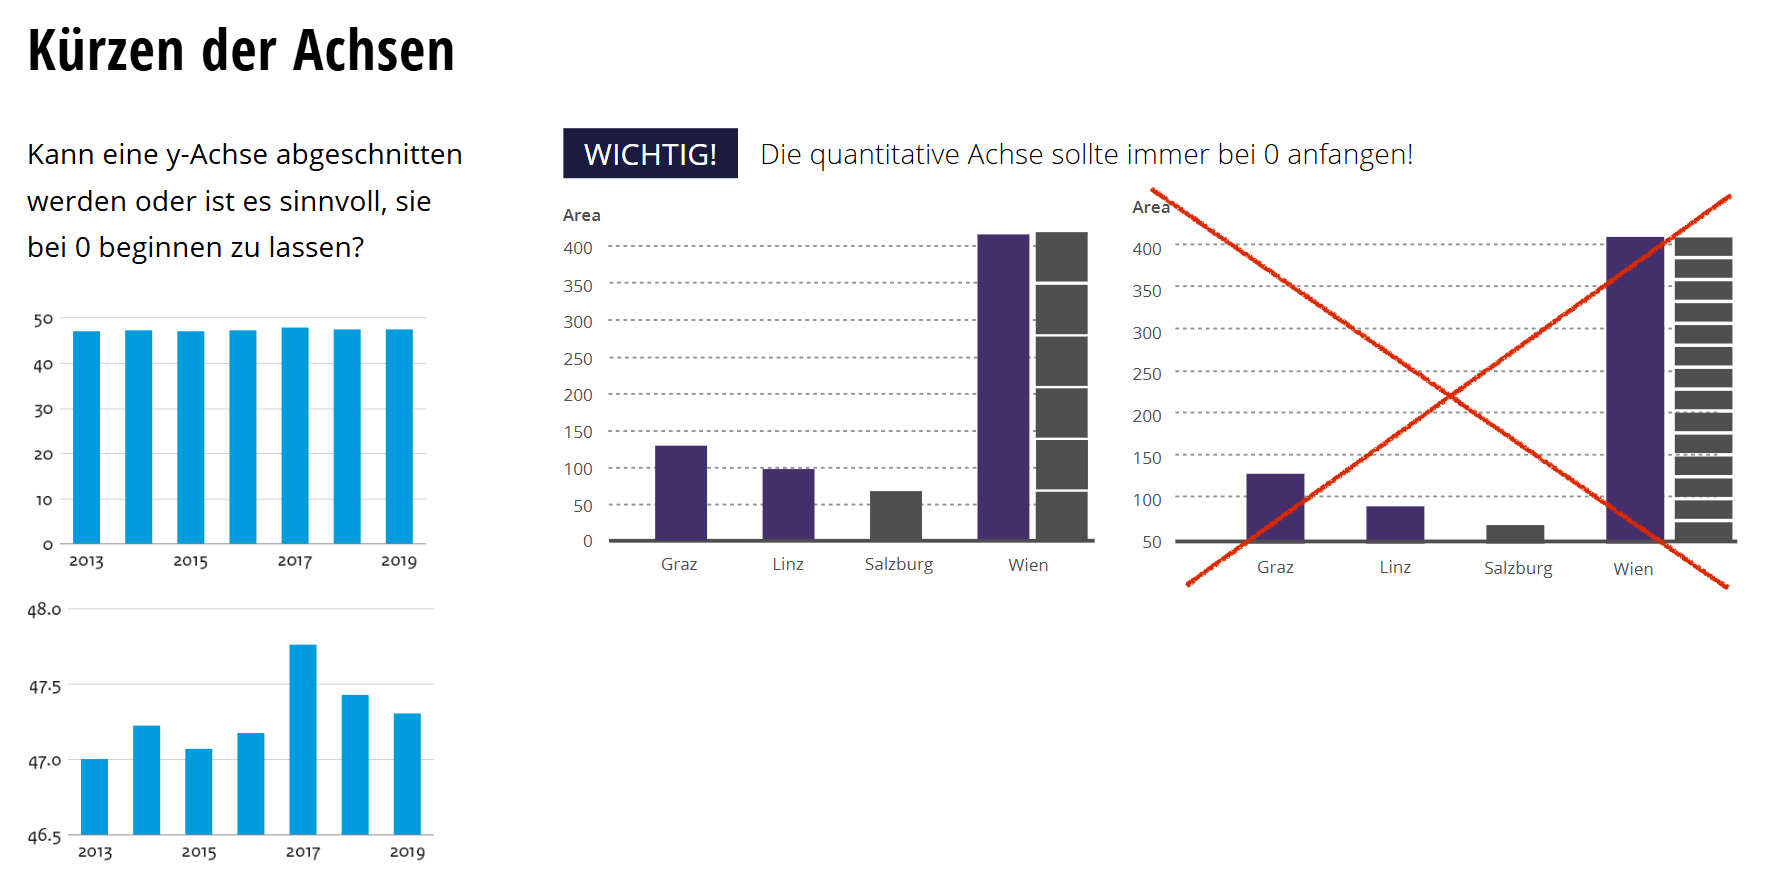 Kürzen der Achsen
Kann eine y-Achse abgeschnitten
werden oder ist es sinnvoll, sie
bei 0 beginnen zu lassen?
50
40
30
20
10
0
2013 2015 2017 2019
48.0
47.5
47.0
46.5
2013 2015 2017 2019
WICHTIG! Die quantitative Achse sollte immer bei 0 anfangen!
Area
400
350
300
250
200
150
100
50
0
Graz Linz Salzburg Wien
Area
400
350
300
250
200
150
100
50
Graz Linz Salzburg Wien